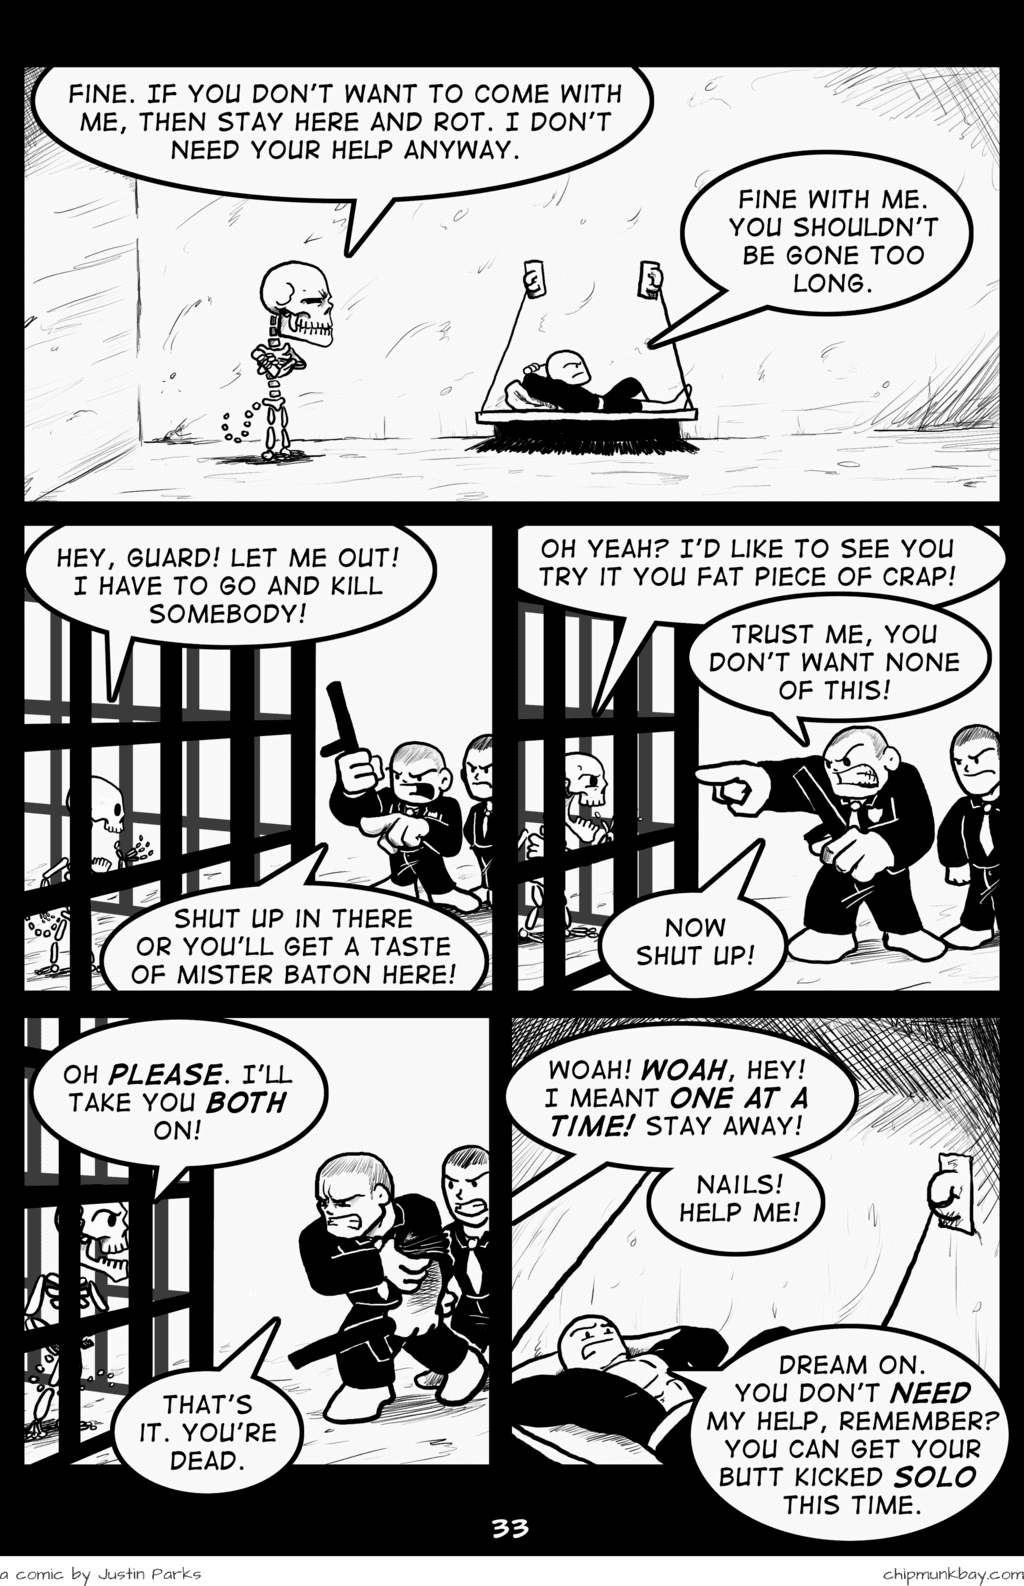 FINE. IF YOU DON'T WANT TO COME WITH
ME, THEN STAY HERE AND ROT. I DON'T
NEED YOUR HELP ANYWAY.
FINE WITH ME.
YOU SHOULDN'T
BE GONE TOO
LONG.
HEY, GUARD! LET ME OUT!
I HAVE TO GO AND KILL
SOMEBODY!
SHUT UP IN THERE
OR YOU'LL GET A TASTE
OF MISTER BATON HERE!
OH YEAH? I'D LIKE TO SEE YOU
TRY IT YOU FAT PIECE OF CRAP!
TRUST ME, YOU
DON'T WANT NONE
OF THIS!
NOW
SHUT UP!
OH PLEASE. I'LL
TAKE YOU BOTH
ON!
THAT'S
IT. YOU'RE
DEAD.
WOAH! WOAH, HEY!
I MEANT ONE AT A
TIME! STAY AWAY!
NAILS!
HELP ME!
DREAM ON.
YOU DON'T NEED
MY HELP, REMEMBER?
YOU CAN GET YOUR
BUTT KICKED SOLO
THIS TIME.
33
a comic by Justin Parks
chipmunkbay.com